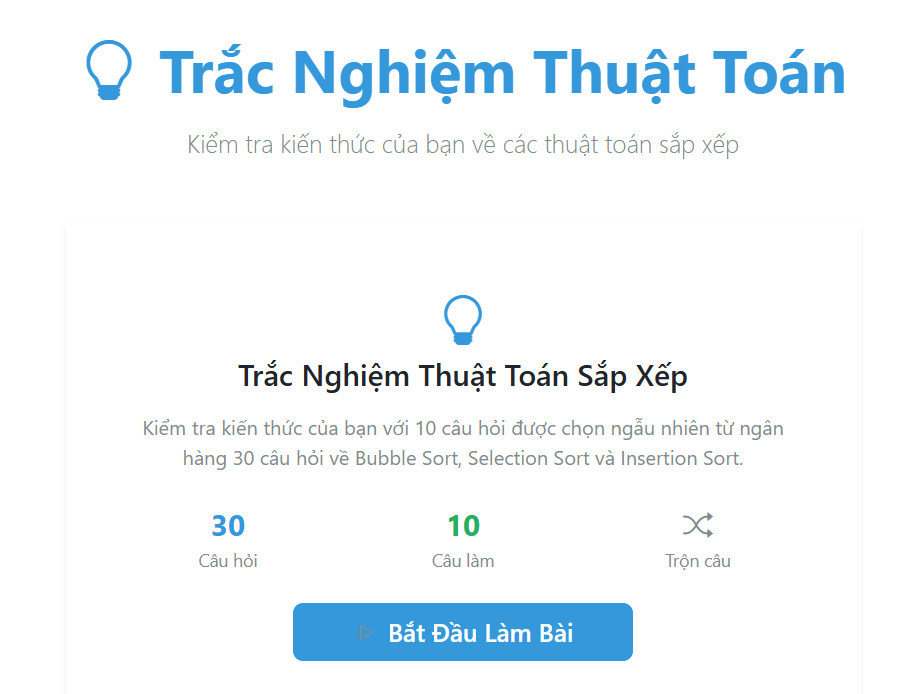 Trắc Nghiệm Thuật Toán
Kiểm tra kiến thức của bạn về các thuật toán sắp xếp
Trắc Nghiệm Thuật Toán Sắp Xếp
Kiểm tra kiến thức của bạn với 10 câu hỏi được chọn ngẫu nhiên từ ngân
hàng 30 câu hỏi về Bubble Sort, Selection Sort và Insertion Sort.
30 10
Câu hỏi Câu làm Trộn câu
Bắt Đầu Làm Bài